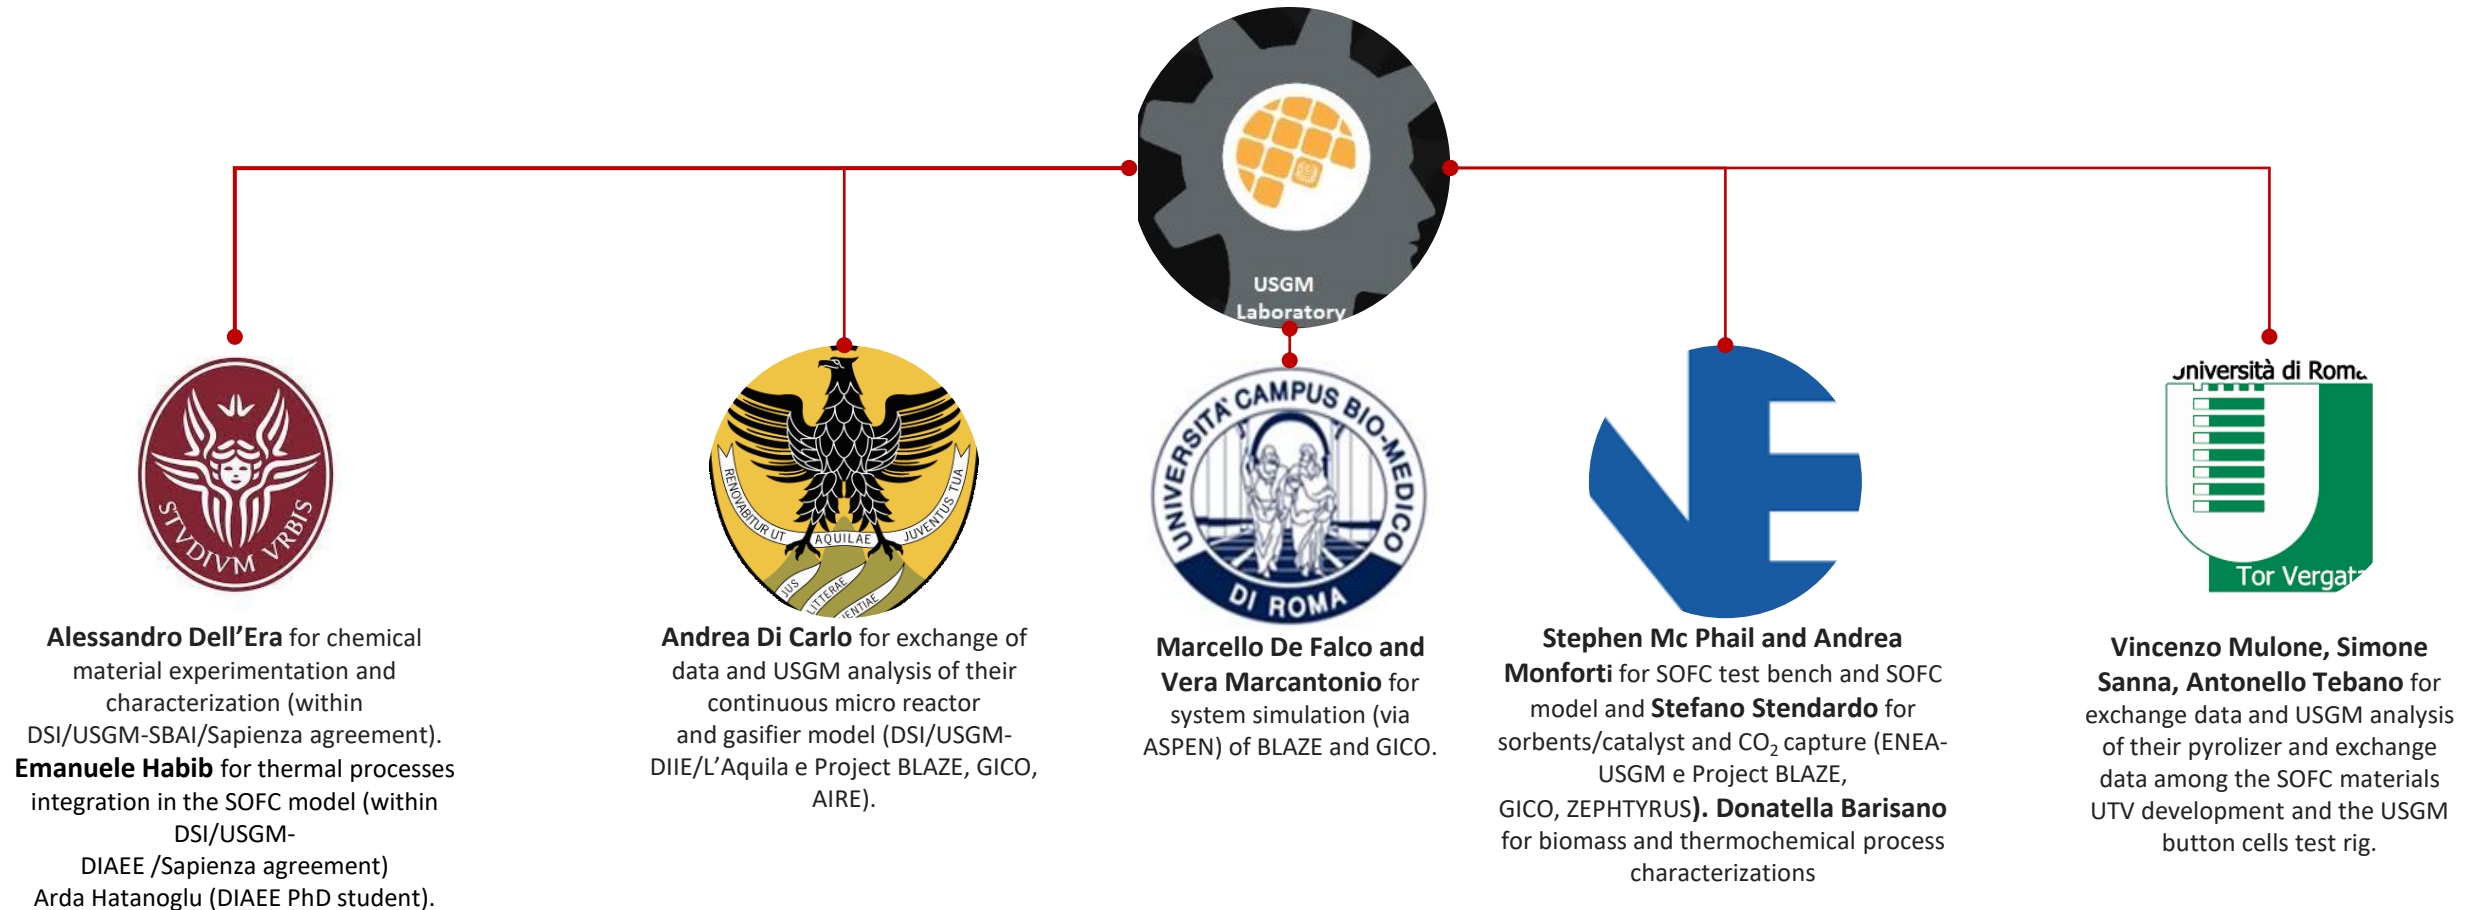 USGM
Laboratory
STVDIVM VRBIS
Alessandro Dell’Era for chemical
material experimentation and
characterization (within
DSI/USGM-SBAI/Sapienza agreement).
Emanuele Habib for thermal processes
integration in the SOFC model (within
DSI/USGM-
DIAEE /Sapienza agreement)
Arda Hatanoglu (DIAEE PhD student).
RENOVABITUR UT AQUILAE JUVENTUS TUA
JUS
LITTERAE
Andrea Di Carlo for exchange of
data and USGM analysis of their
continuous micro reactor
and gasifier model (DSI/USGM-
DIIE/L’Aquila e Project BLAZE, GICO,
AIRE).
UNIVERSITA' CAMPUS BIO-MEDICO
DI ROMA
Marcello De Falco and
Vera Marcantonio for
system simulation (via
ASPEN) of BLAZE and GICO.
Stephen Mc Phail and Andrea
Monforti for SOFC test bench and SOFC
model and Stefano Stendardo for
sorbents/catalyst and CO₂ capture (ENEA-
USGM e Project BLAZE,
GICO, ZEPHTYRUS). Donatella Barisano
for biomass and thermochemical process
characterizations
di
Tor
Vincenzo Mulone, Simone
Sanna, Antonello Tebano for
exchange data and USGM analysis
of their pyrolizer and exchange
data among the SOFC materials
UTV development and the USGM
button cells test rig.